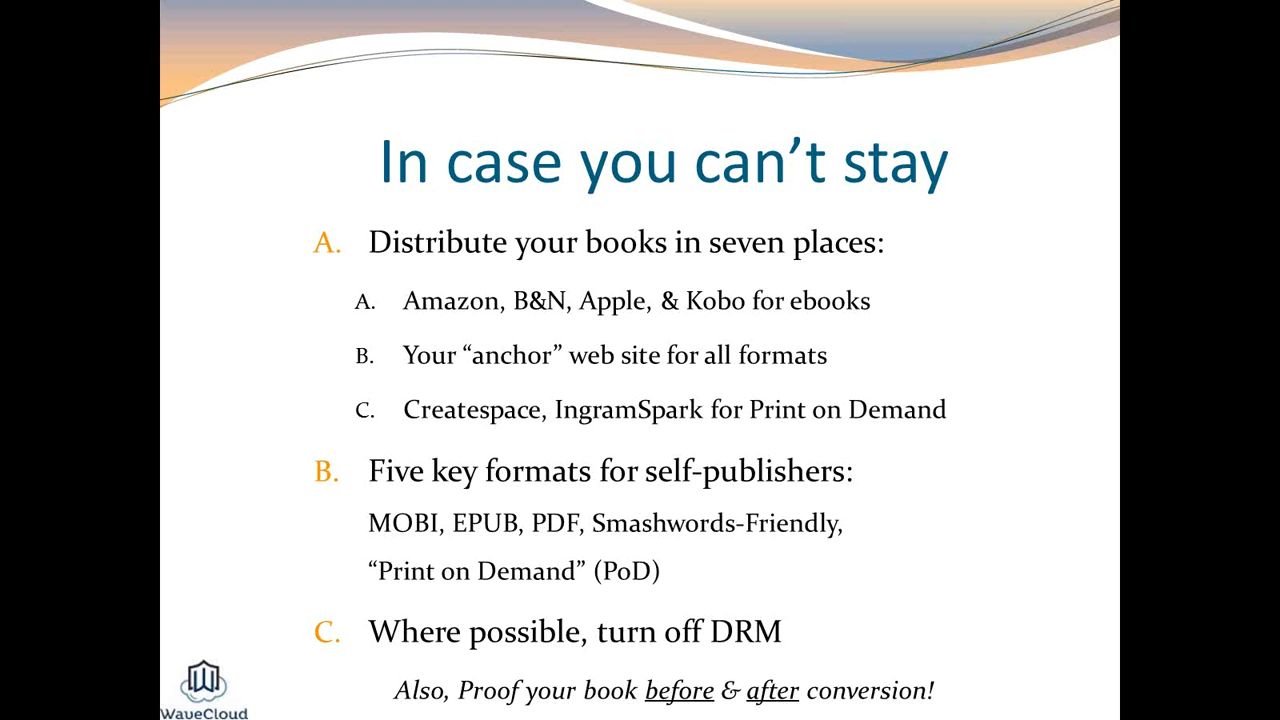 In case you can’t stay
A. Distribute your books in seven places:
A. Amazon, B&N, Apple, & Kobo for ebooks
B. Your “anchor” web site for all formats
C. Createspace, IngramSpark for Print on Demand
B. Five key formats for self-publishers:
MOBI, EPUB, PDF, Smashwords-Friendly,
“Print on Demand” (PoD)
C. Where possible, turn off DRM
Also, Proof your book before & after conversion!
WaveCloud